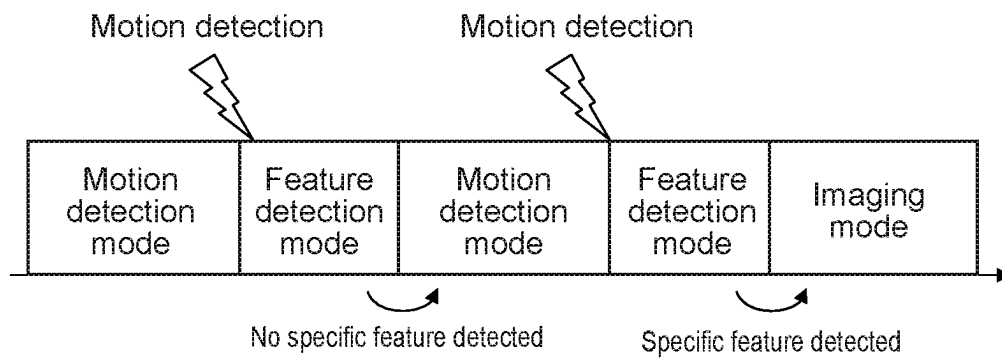 Motion detection
Motion detection
Motion
detection
mode
Feature
detection
mode
Motion
detection
mode
Feature
detection
mode
Imaging
mode
No specific feature detected
Specific feature detected